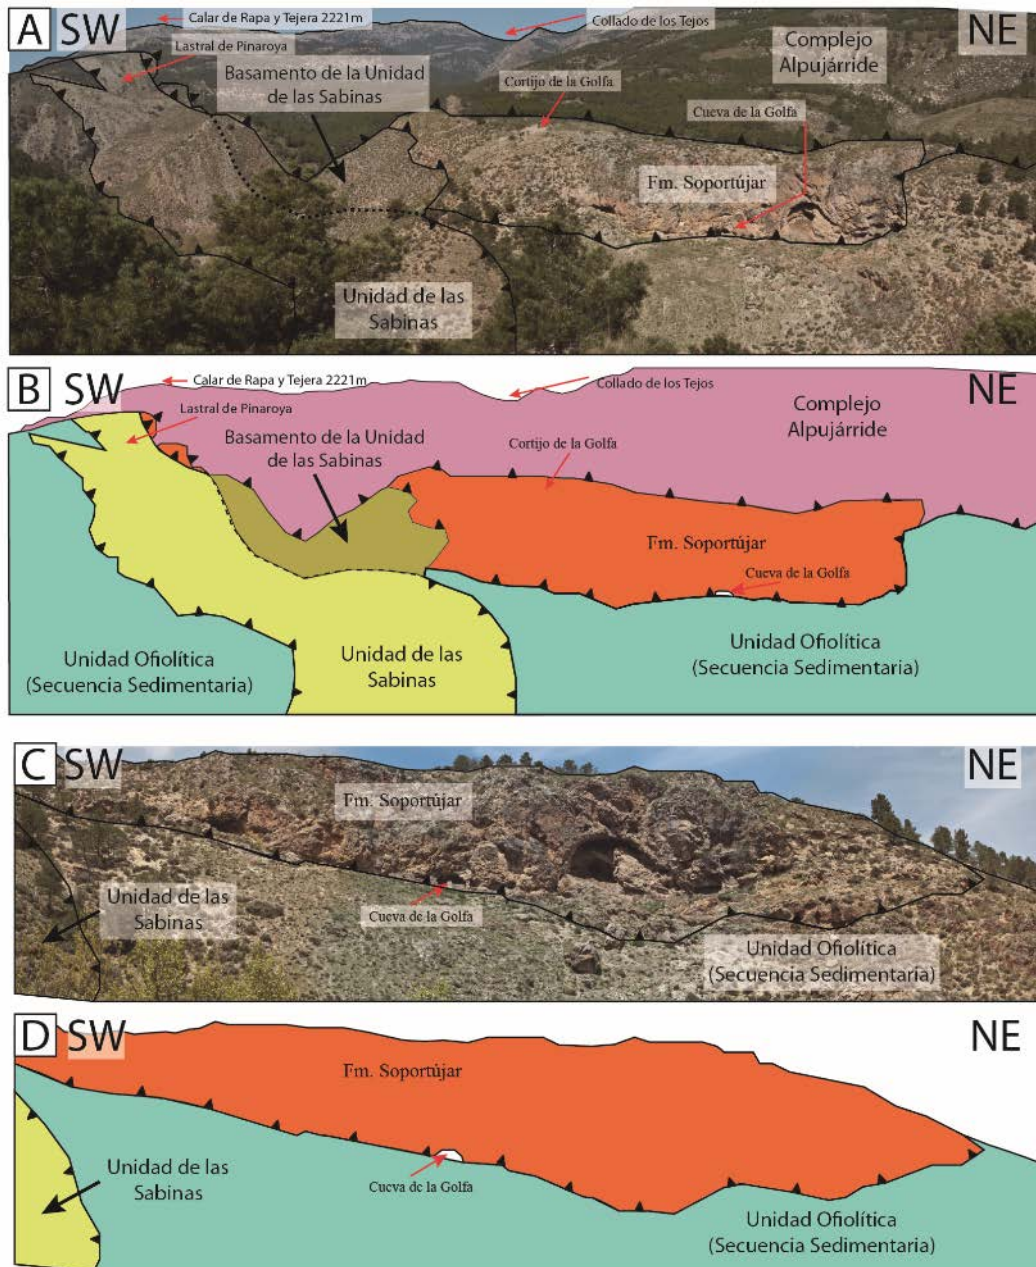 A SW
Calar de Rapa y Tejera 2221m
Collado de los Tejos
NE
Lastral de Pinaroya
Basamento de la Unidad
de las Sabinas
Cortijo de la Golfa
Complejo
Alpujárride
Cueva de la Golfa
Fm. Soportújar
Unidad de las
Sabinas
B SW
Calar de Rapa y Tejera 2221m
Collado de los Tejos
NE
Lastral de Pinaroya
Basamento de la Unidad
de las Sabinas
Cortijo de la Golfa
Complejo
Alpujárride
Fm. Soportújar
Cueva de la Golfa
Unidad Ofiolítica
(Secuencia Sedimentaria)
Unidad de las
Sabinas
Unidad Ofiolítica
(Secuencia Sedimentaria)
C SW
NE
Fm. Soportújar
Unidad de las
Sabinas
Cueva de la Golfa
Unidad Ofiolítica
(Secuencia Sedimentaria)
D SW
NE
Fm. Soportújar
Unidad de las
Sabinas
Cueva de la Golfa
Unidad Ofiolítica
(Secuencia Sedimentaria)